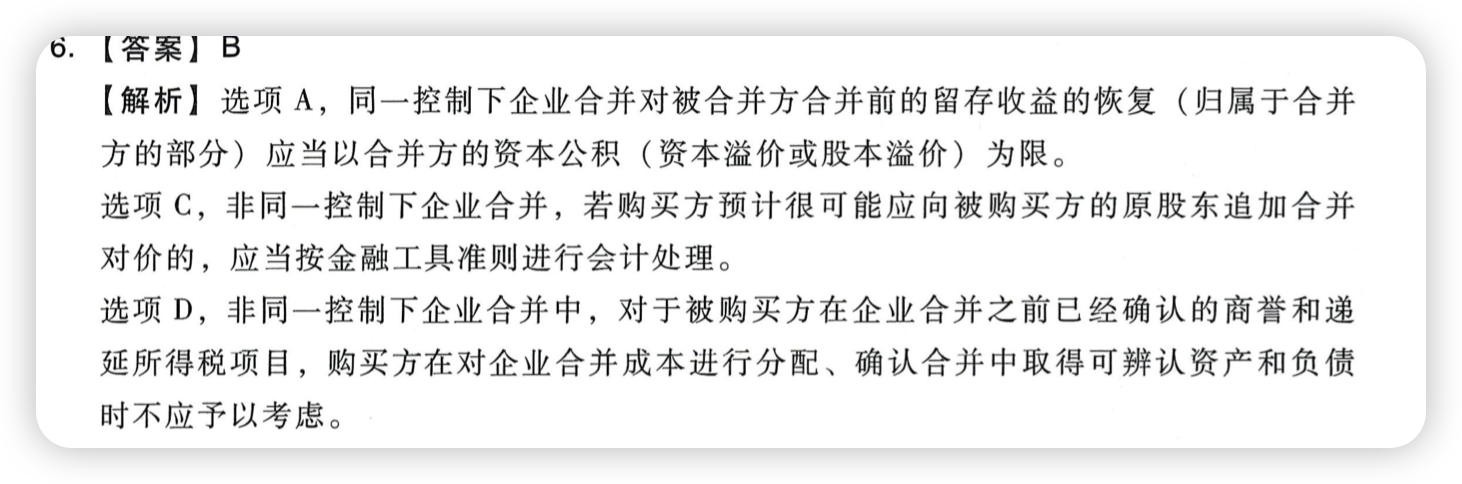 6. 【答案】 B
【解析】选项 A，同一控制下企业合并对被合并方合并前的留存收益的恢复（归属于合并
方的部分）应当以合并方的资本公积（资本溢价或股本溢价）为限。
选项 C，非同一控制下企业合并，若购买方预计很可能应向被购买方的原股东追加合并
对价的，应当按金融工具准则进行会计处理。
选项 D，非同一控制下企业合并中，对于被购买方在企业合并之前已经确认的商誉和递
延所得税项目，购买方在对企业合并成本进行分配、确认合并中取得可辨认资产和负债
时不应予以考虑。